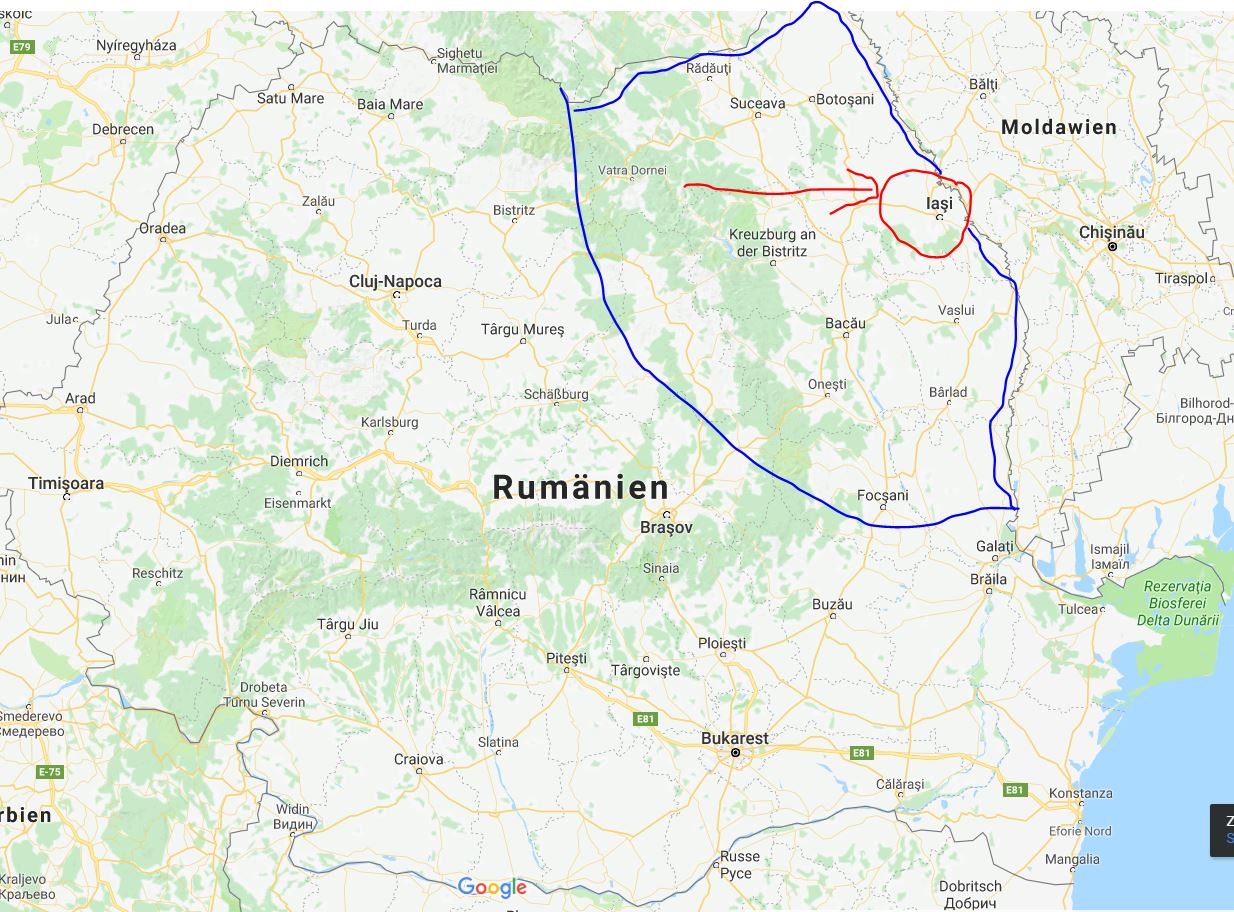 E79
Nyíregyháza
Sighetu
Marmației
Rădăuți
Satu Mare
Baia Mare
Suceava
Botoșani
Bălți
Debrecen
Moldawien
Vatra Dornei
Zalău
Bistritz
Iași
Oradea
Kreuzburg an
der Bistritz
Chișinău
Cluj-Napoca
Tiraspol
Jula
Turda
Târgu Mureș
Bacău
Vaslui
Schäßburg
Onești
Bârlad
Arad
Karlsburg
Bilhorod-
Білгород-Дн
Diemrich
Timișoara
Eisenmarkt
Rumänien
Focșani
Brașov
Galați
Ismajil
Ізмаїл
нин
Reschitz
Sinaia
Brăila
Rezervația
Biosferei
Delta Dunării
Râmnicu
Vâlcea
Buzău
Tulcea
Târgu Jiu
Ploiești
Pitești
Târgoviște
Drobeta
Turnu Severin
Smederevo
Смедерево
E81
Slatina
Bukarest
E81
Craiova
E-75
Călărași
E81
Konstanza
Widin
Видин
rbien
Eforie Nord
Mangalia
Russe
Русе
Kraljevo
Краљево
Google
Dobritsch
Добрич